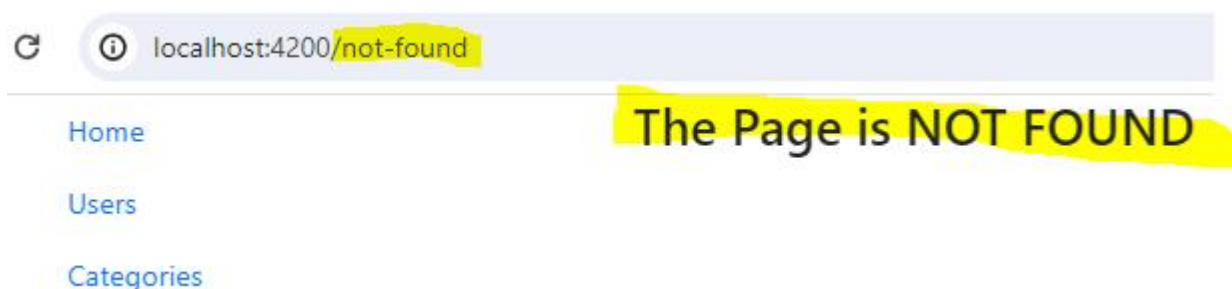 localhost:4200/not-found
Home
The Page is NOT FOUND
Users
Categories